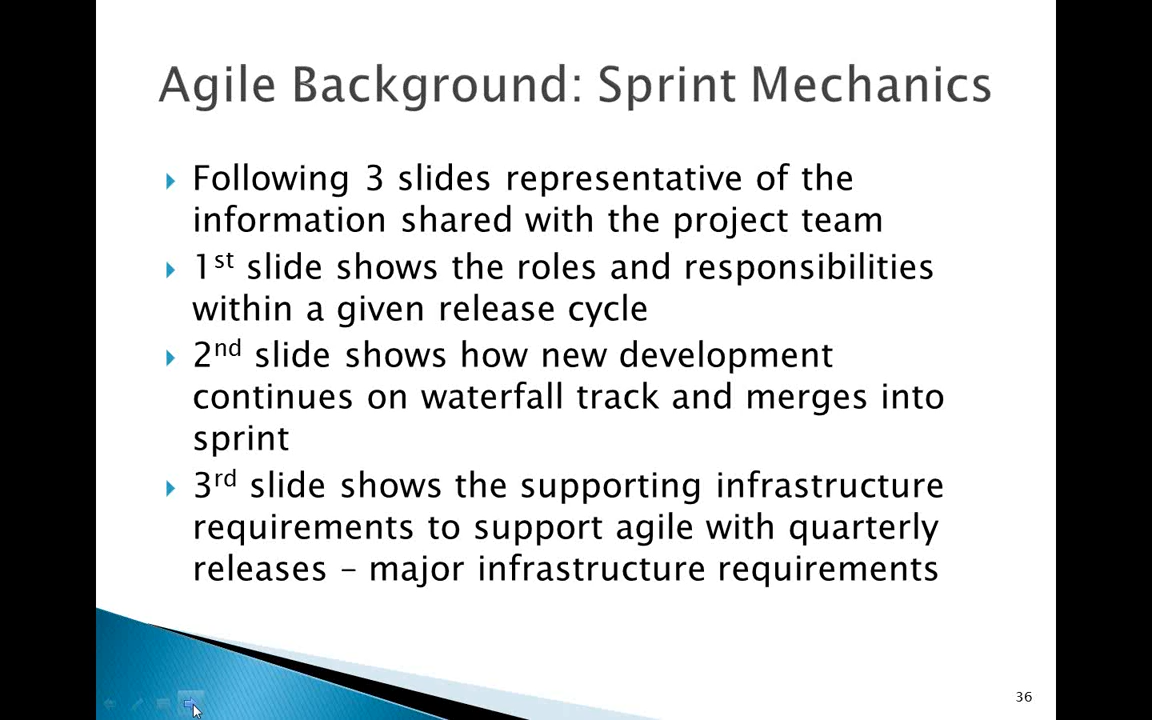 Agile Background: Sprint Mechanics
Following 3 slides representative of the
information shared with the project team
1st slide shows the roles and responsibilities
within a given release cycle
2nd slide shows how new development
continues on waterfall track and merges into
sprint
3rd slide shows the supporting infrastructure
requirements to support agile with quarterly
releases – major infrastructure requirements
36